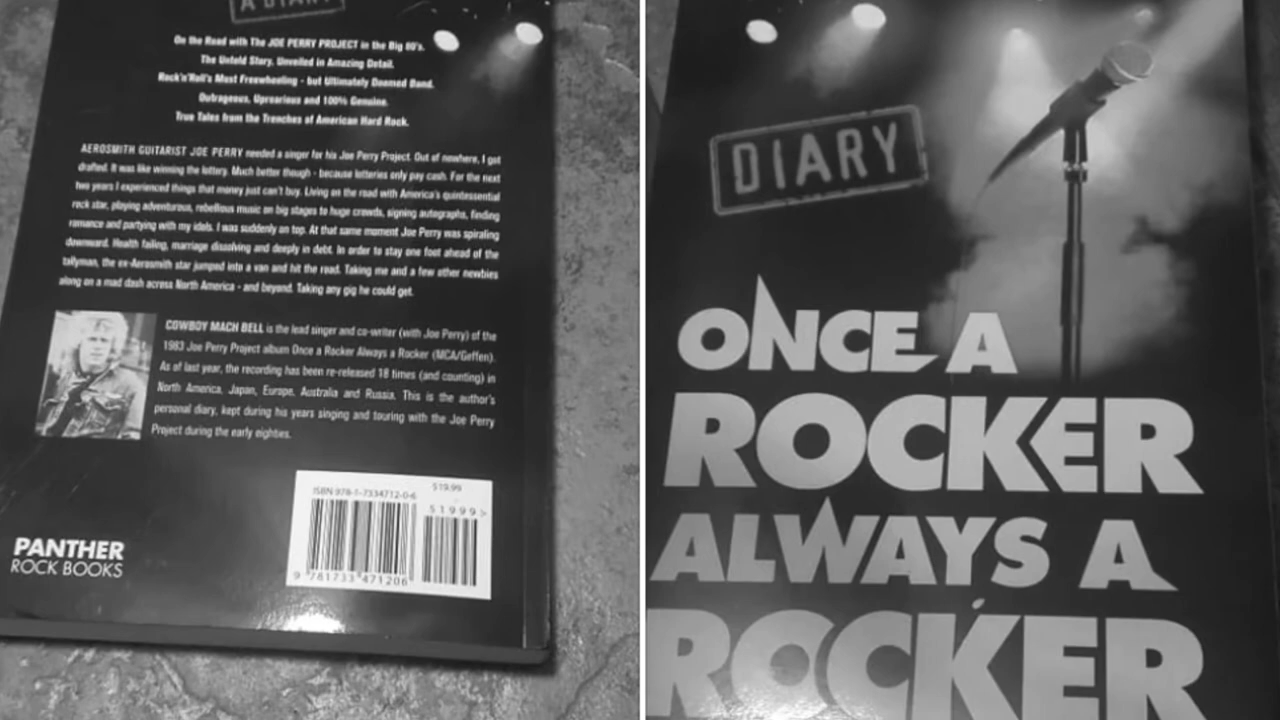 A DIARY
On the Road with The JOE PERRY PROJECT in the Big 80's.
The Untold Story. Unveiled in Amazing Detail.
Rock'n'Roll's Most Freewheeling - but Ultimately Doomed Band.
Outrageous, Uproarious and 100% Genuine.
True Tales from the Trenches of American Hard Rock.
AEROSMITH GUITARIST JOE PERRY needed a singer for his Joe Perry Project. Out of nowhere, I got
drafted. It was like winning the lottery. Much better though - because lotteries only pay cash. For the next
two years I experienced things that money just can't buy. Living on the road with America's quintessential
rock star, playing adventurous, rebellious music on big stages to huge crowds, signing autographs, finding
romance and partying with my idols. I was suddenly on top. At that same moment Joe Perry was spiraling
downward. Health failing, marriage dissolving and deeply in debt. In order to stay one foot ahead of the
tallyman, the ex-Aerosmith star jumped into a van and hit the road. Taking me and a few other newbies
along on a mad dash across North America - and beyond. Taking any gig he could get.
COWBOY MACH BELL is the lead singer and co-writer (with Joe Perry) of the
1983 Joe Perry Project album Once a Rocker Always a Rocker (MCA/Geffen).
As of last year, the recording has been re-released 18 times (and counting) in
North America, Japan, Europe, Australia and Russia. This is the author's
personal diary, kept during his years singing and touring with the Joe Perry
Project during the early eighties.
ISBN 978-1-7334712-0-6 $19.99
51999>
9 781733 471206
PANTHER
ROCK BOOKS
DIARY
ONCE A
ROCKER
ALWAYS A
ROCKER